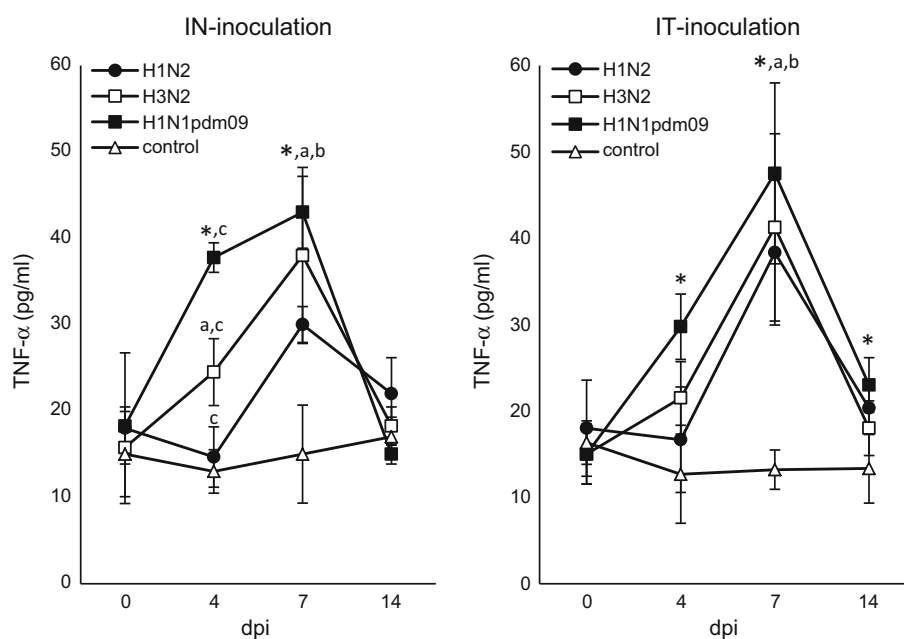 IN-inoculation
TNF-α (pg/ml)
60
50
40
30
20
10
0
H1N2
H3N2
H1N1pdm09
control
*,c
a,c
c
*,a,b
0 4 7 14
dpi
IT-inoculation
TNF-α (pg/ml)
60
50
40
30
20
10
0
H1N2
H3N2
H1N1pdm09
control
*
*,a,b
*
0 4 7 14
dpi